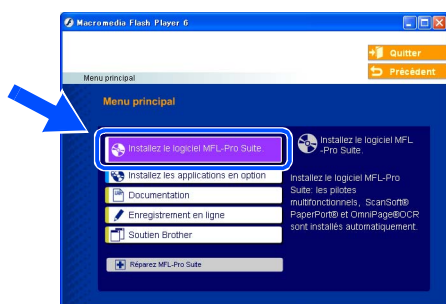 Macromedia Flash Player 6
Quitter
Précédent
Menu principal
Menu principal
Installez le logiciel MFL-Pro Suite.
Installez les applications en option
Documentation
Enregistrement en ligne
Soutien Brother
Réparez MFL-Pro Suite
Installez le logiciel MFL
-Pro Suite.
Installez le logiciel MFL-Pro
Suite: les pilotes
multifonctionnels, ScanSoft®
PaperPort® et OmniPage®OCR
sont installés automatiquement.